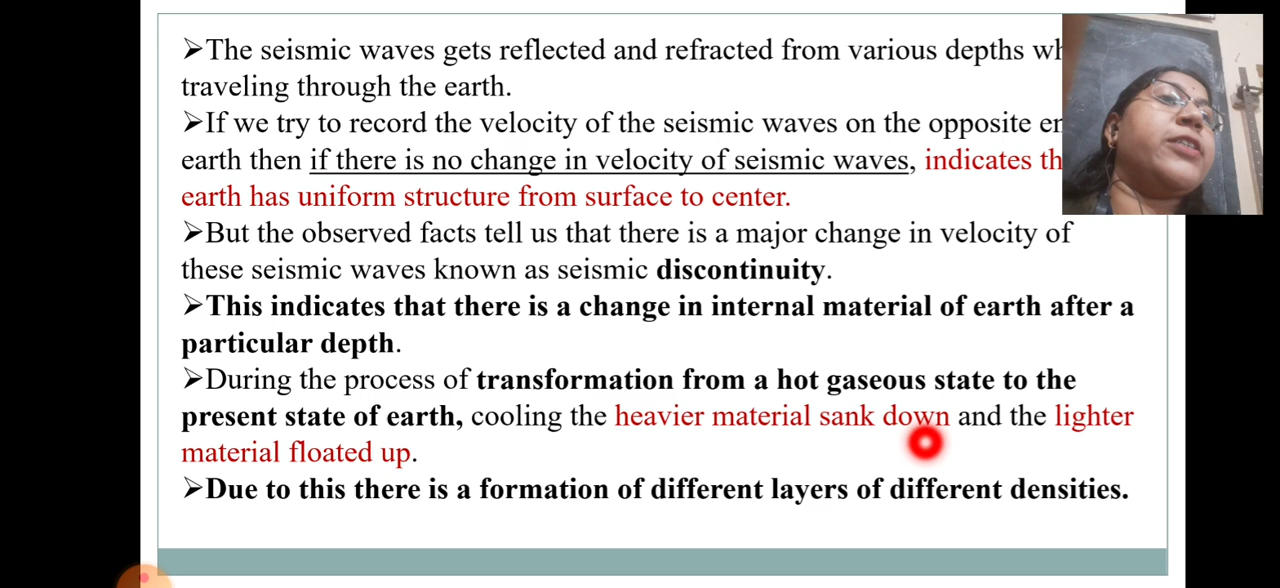 ➢The seismic waves gets reflected and refracted from various depths
traveling through the earth.
➢If we try to record the velocity of the seismic waves on the opposite
earth then if there is no change in velocity of seismic waves, indicates
earth has uniform structure from surface to center.
➢But the observed facts tell us that there is a major change in velocity of
these seismic waves known as seismic discontinuity.
➢This indicates that there is a change in internal material of earth after a
particular depth.
➢During the process of transformation from a hot gaseous state to the
present state of earth, cooling the heavier material sank down and the lighter
material floated up.
➢Due to this there is a formation of different layers of different densities.